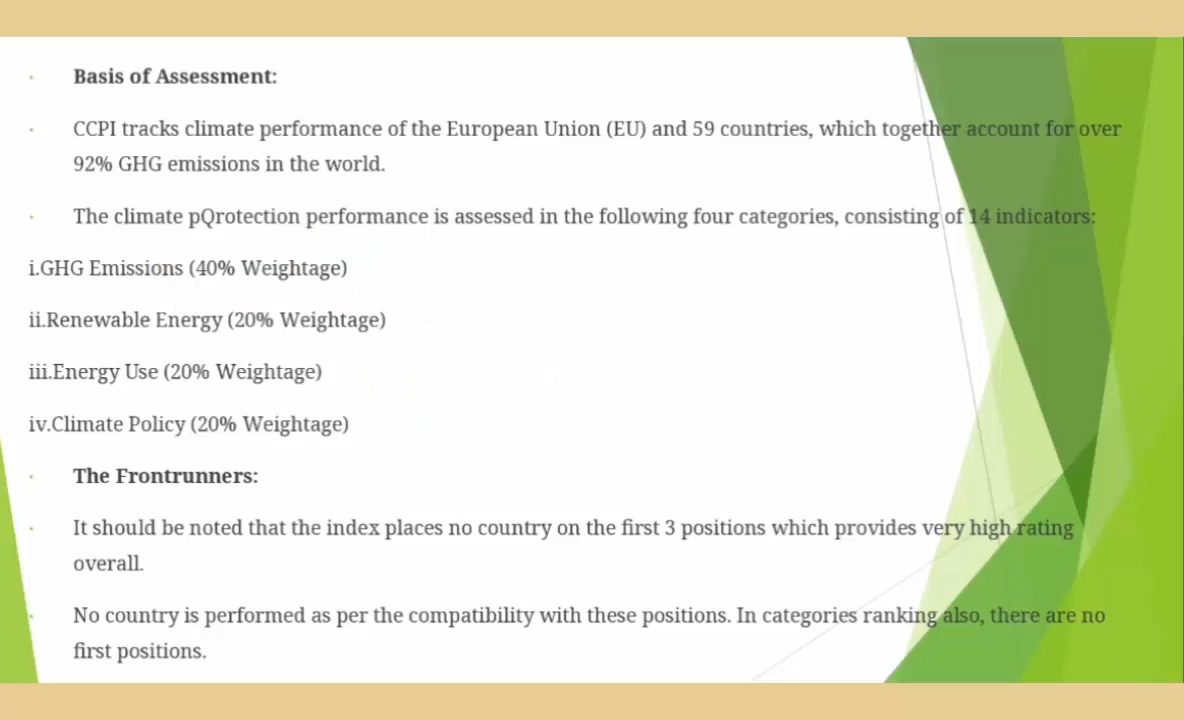 · Basis of Assessment:
· CCPI tracks climate performance of the European Union (EU) and 59 countries, which together account for over
92% GHG emissions in the world.
· The climate pQrotection performance is assessed in the following four categories, consisting of 14 indicators:
i.GHG Emissions (40% Weightage)
ii.Renewable Energy (20% Weightage)
iii.Energy Use (20% Weightage)
iv.Climate Policy (20% Weightage)
· The Frontrunners:
· It should be noted that the index places no country on the first 3 positions which provides very high rating
overall.
· No country is performed as per the compatibility with these positions. In categories ranking also, there are no
first positions.